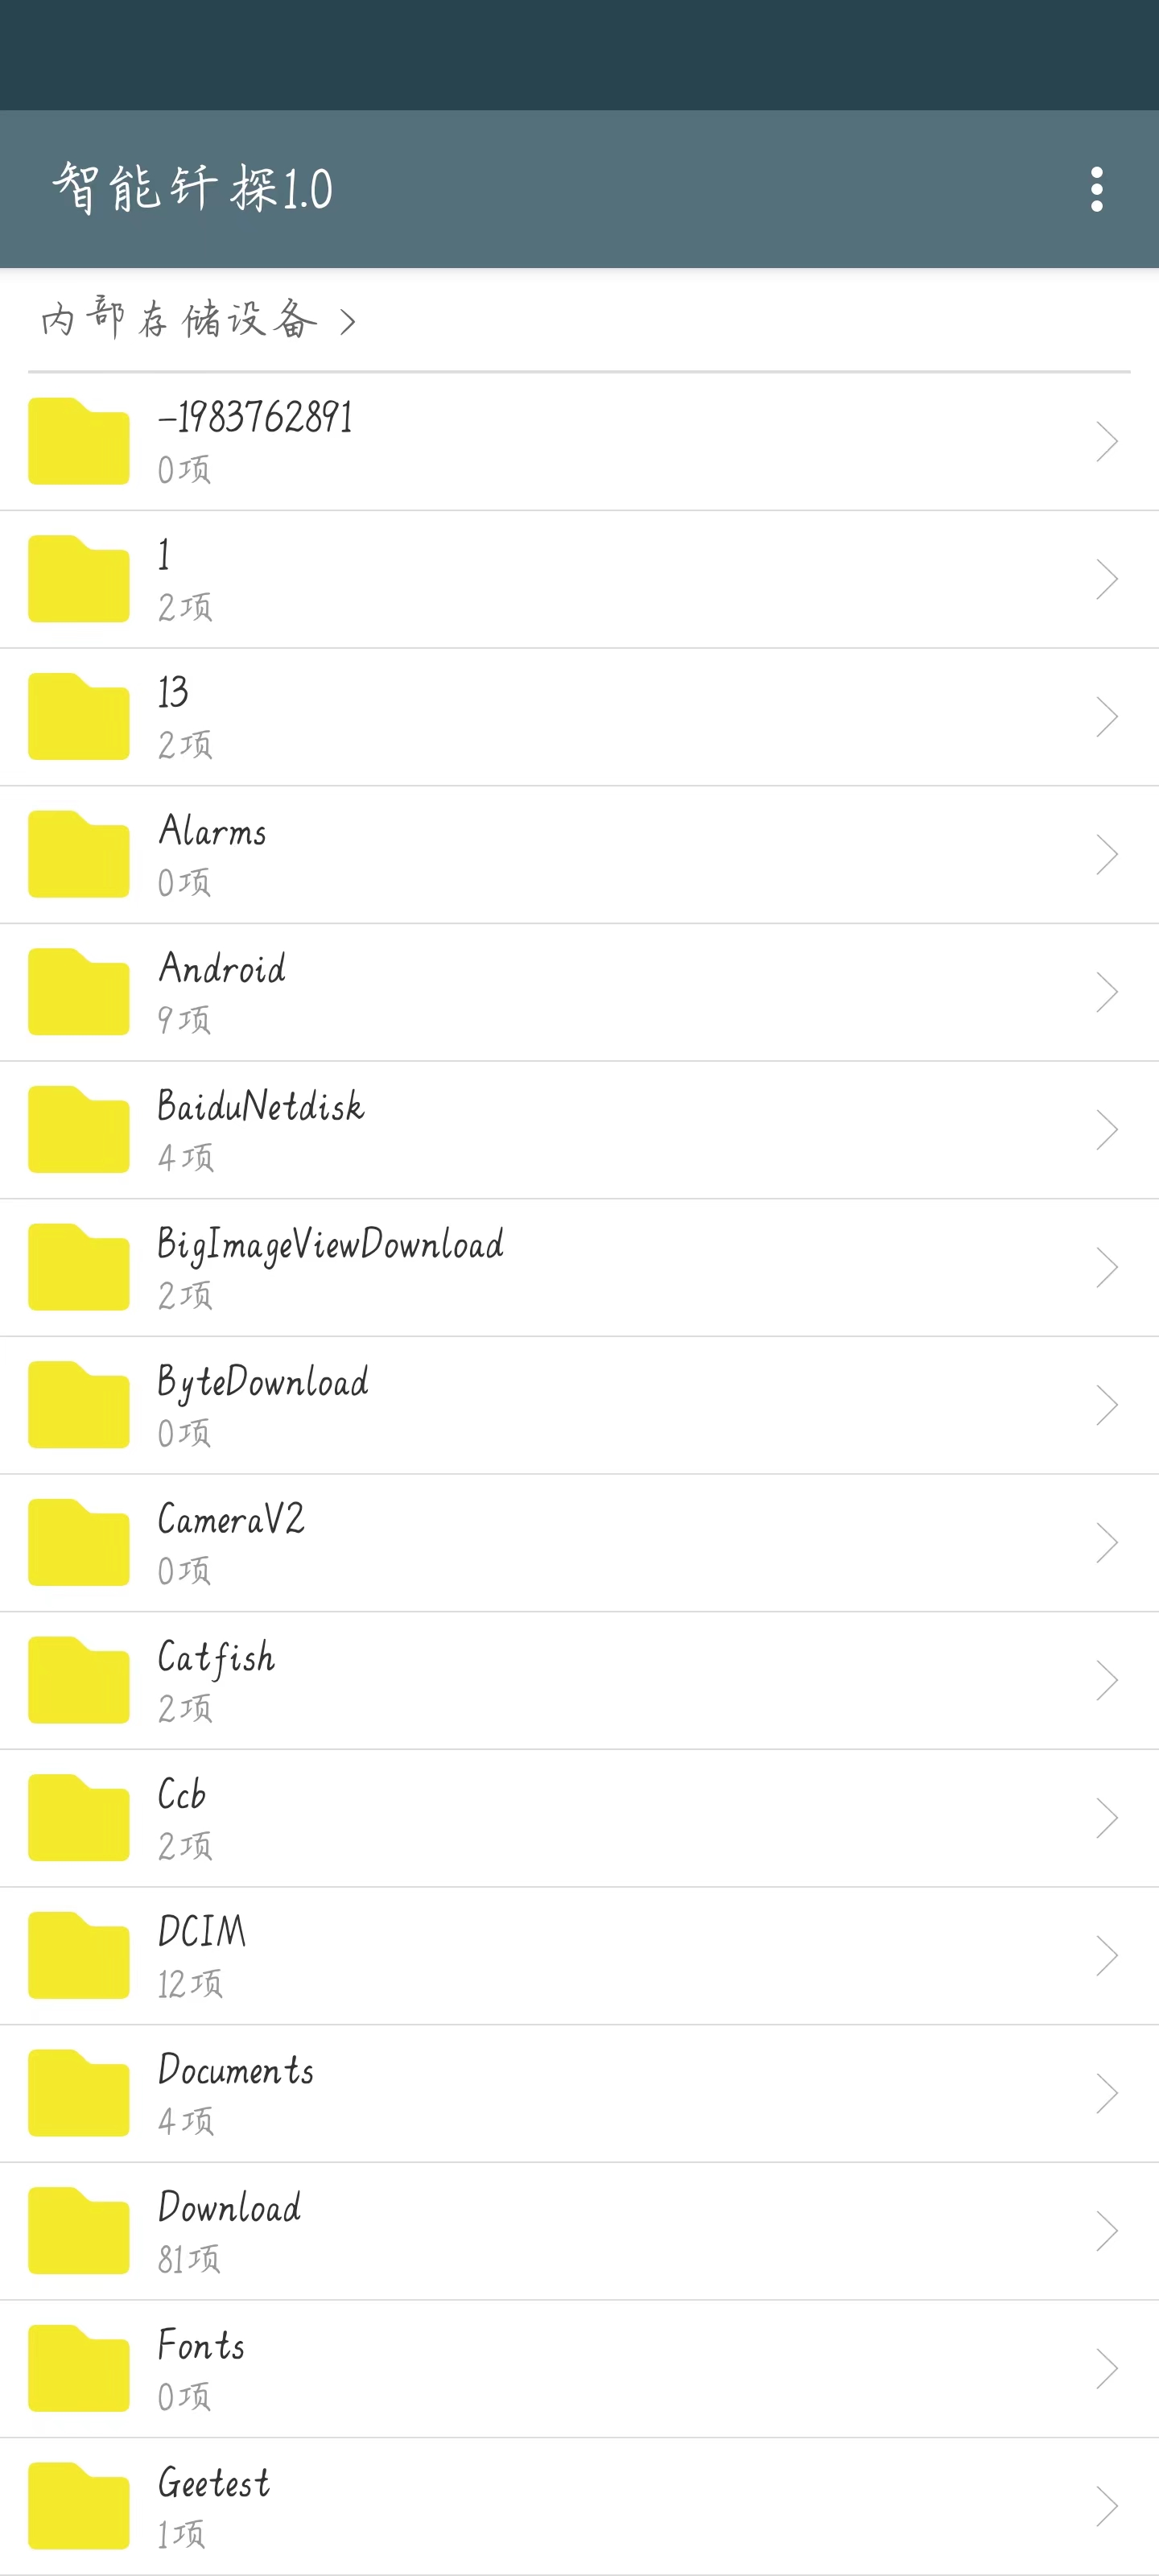 智能钎探1.0
内部存储设备 >
-1983762891
0项
1
2项
13
2项
Alarms
0项
Android
9项
BaiduNetdisk
4项
BigImageViewDownload
2项
ByteDownload
0项
CameraV2
0项
Catfish
2项
Ccb
2项
DCIM
12项
Documents
4项
Download
81项
Fonts
0项
Geetest
1项